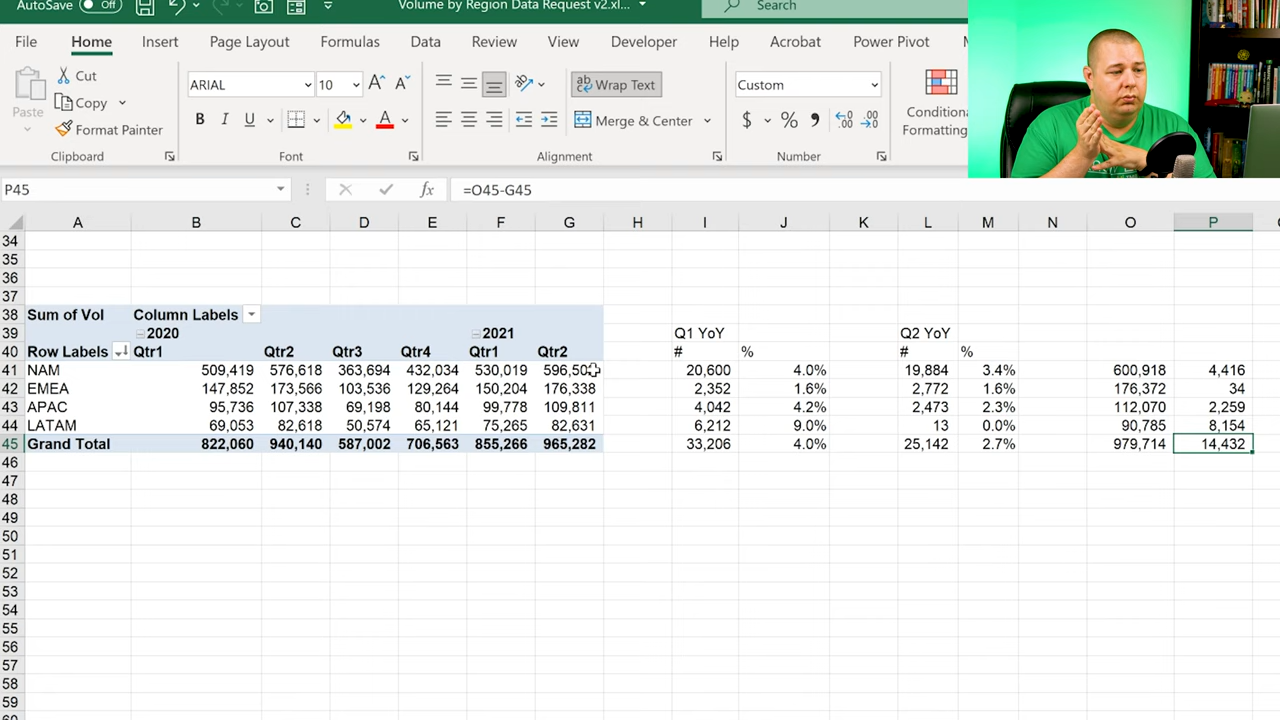 AutoSave Off Volume by Region Data Request v2.xl... Search
File Home Insert Page Layout Formulas Data Review View Developer Help Acrobat Power Pivot
Paste Cut Copy Format Painter
ARIAL 10 A A B I U A
ab Wrap Text Merge & Center
Custom $ % , .00
Conditional
Formatting
Clipboard Font Alignment Number
P45 fx =O45-G45
A B C D E F G H I J K L M N O P
34
35
36
37
38 Sum of Vol Column Labels
39 2020 2021 Q1 YoY Q2 YoY
40 Row Labels Qtr1 Qtr2 Qtr3 Qtr4 Qtr1 Qtr2 # % # %
41 NAM 509,419 576,618 363,694 432,034 530,019 20,600 4.0% 19,884 3.4% 600,918 4,416
42 EMEA 147,852 173,566 103,536 129,264 150,204 176,338 2,352 1.6% 2,772 1.6% 176,372 34
43 APAC 95,736 107,338 69,198 80,144 99,778 109,811 4,042 4.2% 2,473 2.3% 112,070 2,259
44 LATAM 69,053 82,618 50,574 65,121 75,265 82,631 6,212 9.0% 13 0.0% 90,785 8,154
45 Grand Total 822,060 940,140 587,002 706,563 855,266 965,282 33,206 4.0% 25,142 2.7% 979,714 14,432
46
47
48
49
50
51
52
53
54
55
56
57
58
59